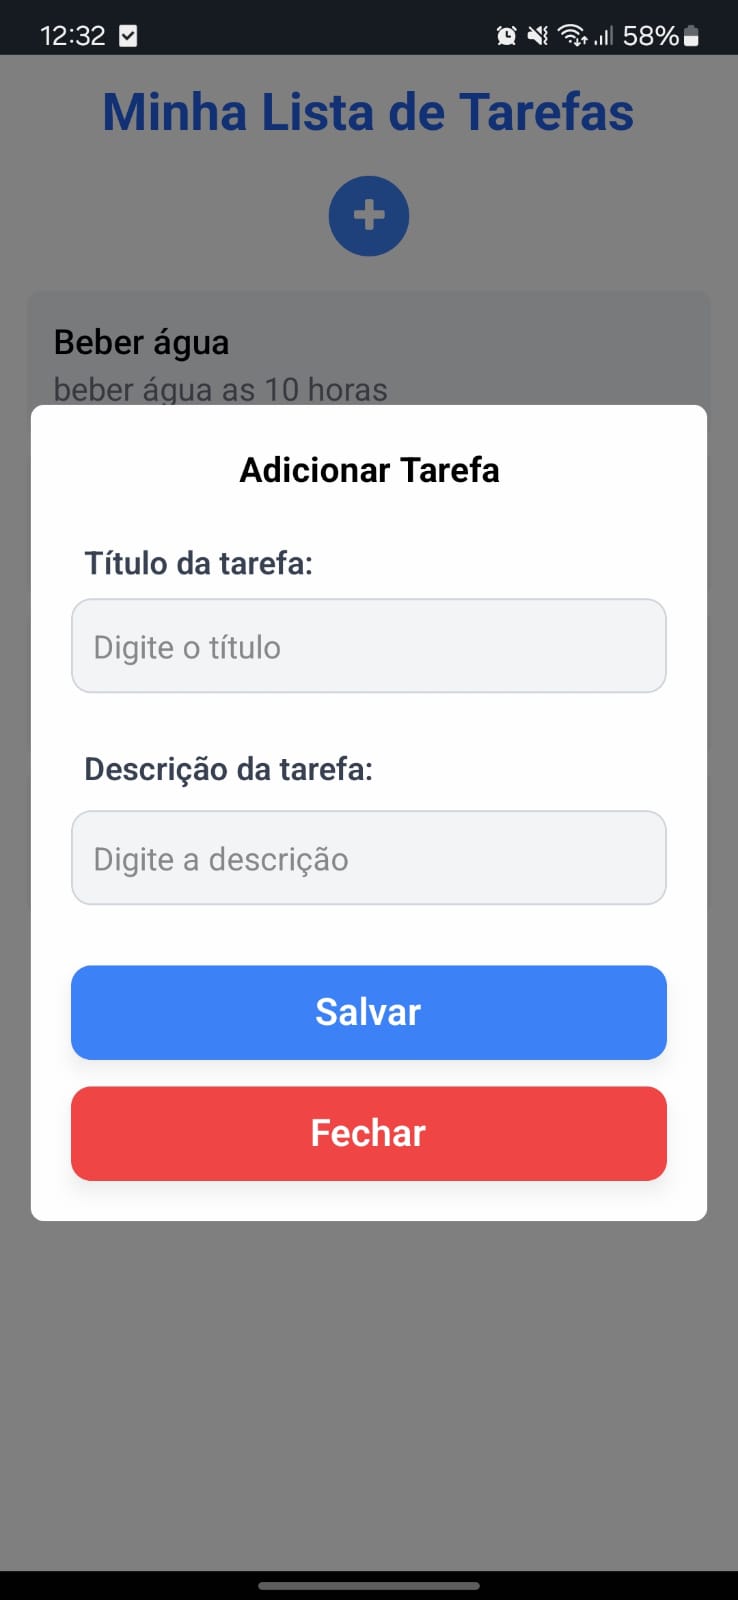 12:32 58%
Minha Lista de Tarefas
Beber água
beber água as 10 horas
Adicionar Tarefa
Título da tarefa:
Digite o título
Descrição da tarefa:
Digite a descrição
Salvar
Fechar